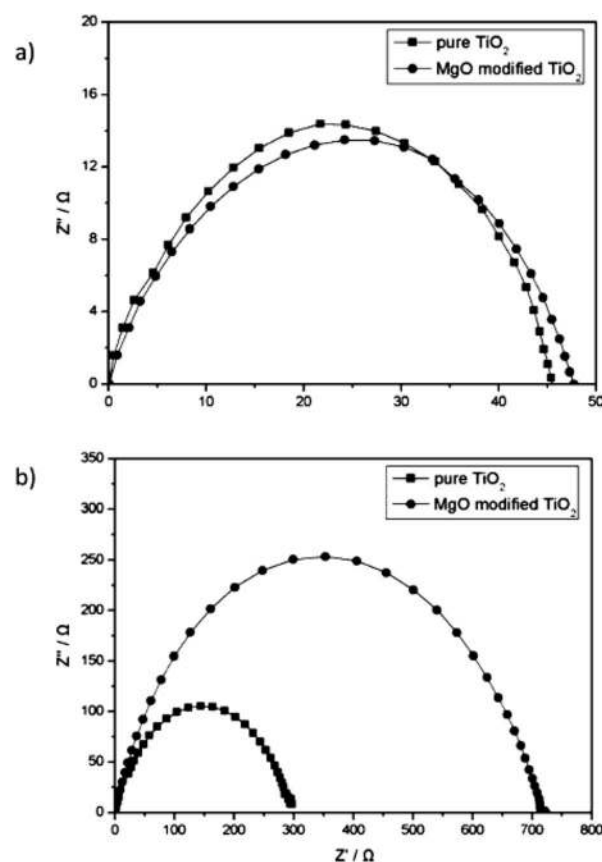 a)
20
16
12
8
4
0
Z'' / Ω
pure TiO₂
MgO modified TiO₂
0 10 20 30 40 50
b)
350
300
250
200
150
100
50
0
Z'' / Ω
pure TiO₂
MgO modified TiO₂
0 100 200 300 400 500 600 700 800
Z' / Ω